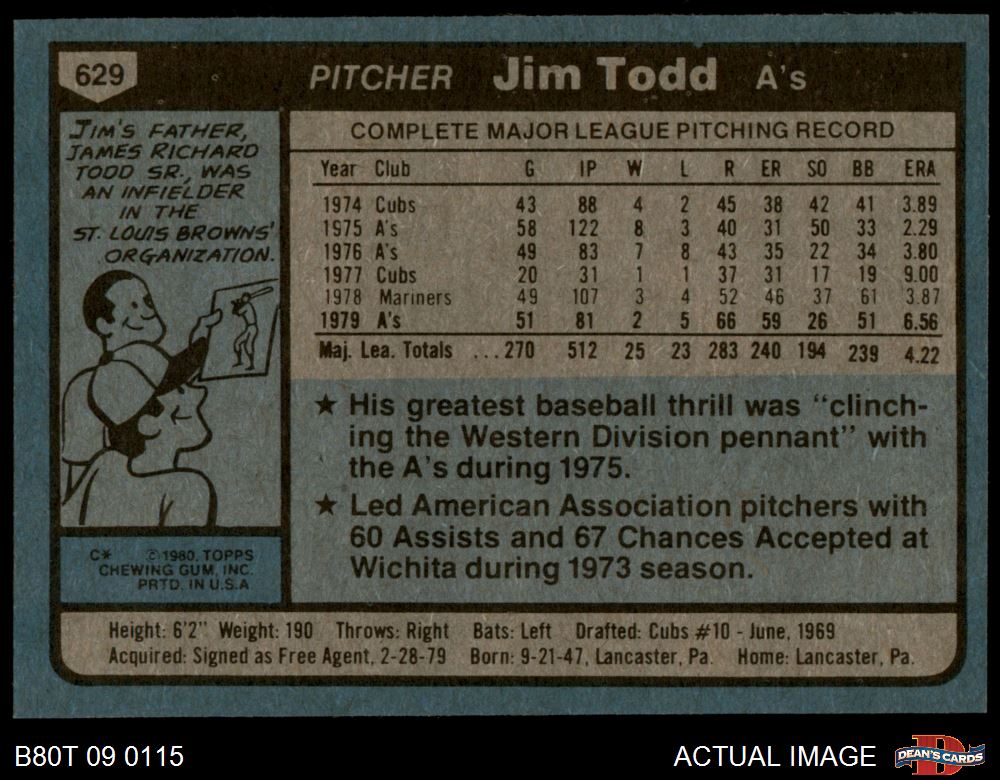 629
PITCHER Jim Todd A's
JIM'S FATHER,
JAMES RICHARD
TODD SR., WAS
AN INFIELDER
IN THE
ST. LOUIS BROWNS'
ORGANIZATION.
C* ©1980, TOPPS
CHEWING GUM, INC.
PRTD. IN U.S.A
COMPLETE MAJOR LEAGUE PITCHING RECORD
Year Club G IP W L R ER SO BB ERA
1974 Cubs 43 88 4 2 45 38 42 41 3.89
1975 A's 58 122 8 3 40 31 50 33 2.29
1976 A's 49 83 7 8 43 35 22 34 3.80
1977 Cubs 20 31 1 1 37 31 17 19 9.00
1978 Mariners 49 107 3 4 52 46 37 61 3.87
1979 A's 51 81 2 5 66 59 26 51 6.56
Maj. Lea. Totals ...270 512 25 23 283 240 194 239 4.22
★ His greatest baseball thrill was "clinch-
ing the Western Division pennant" with
the A's during 1975.
★ Led American Association pitchers with
60 Assists and 67 Chances Accepted at
Wichita during 1973 season.
Height: 6'2" Weight: 190 Throws: Right Bats: Left Drafted: Cubs #10 - June, 1969
Acquired: Signed as Free Agent, 2-28-79 Born: 9-21-47, Lancaster, Pa. Home: Lancaster, Pa.
B80T 09 0115 ACTUAL IMAGE
D
DEAN'S CARDS